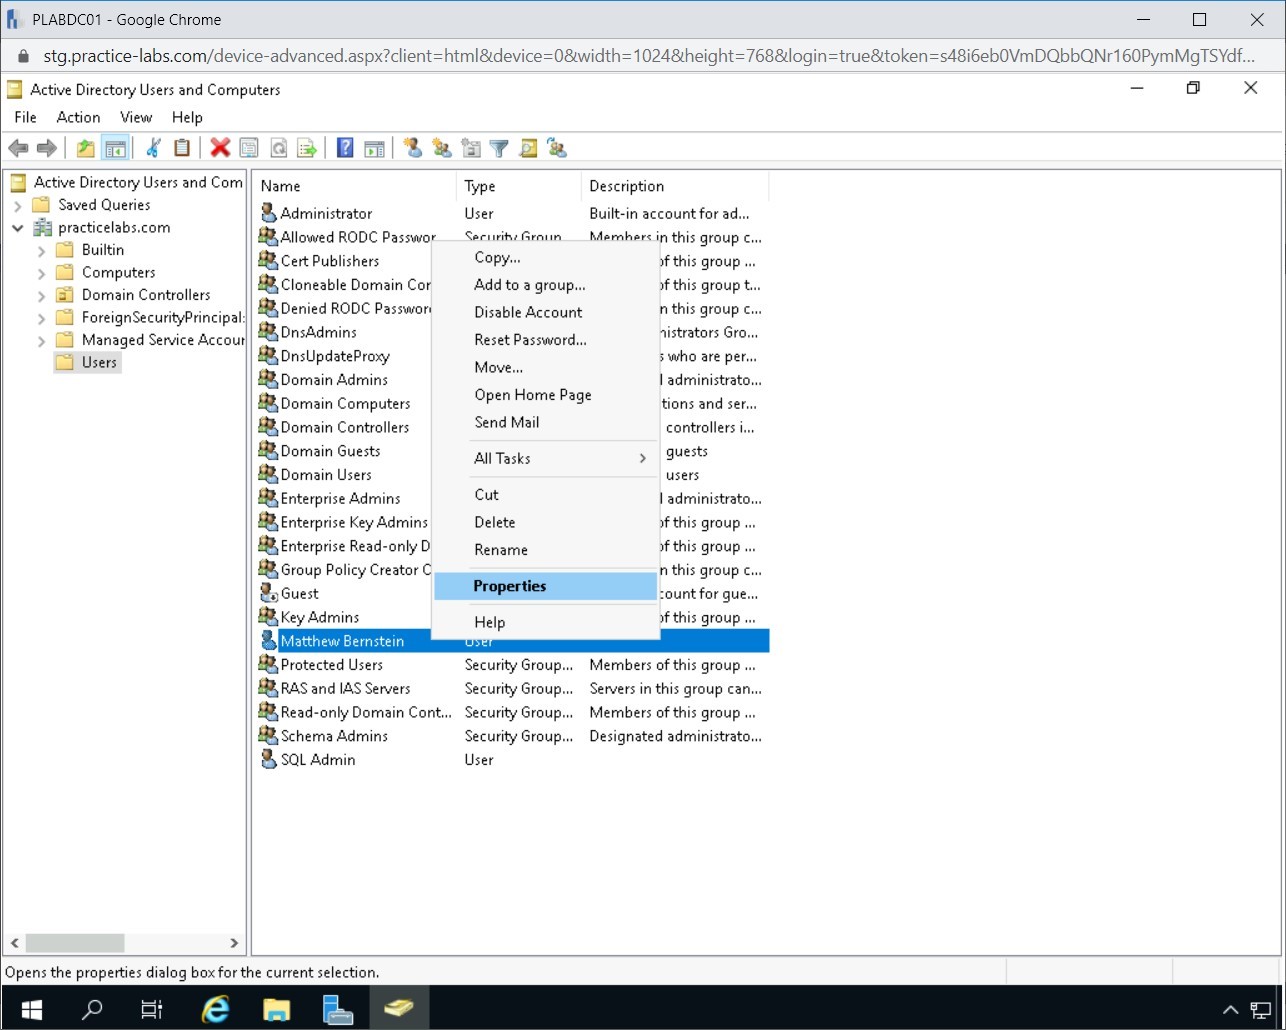 PLABDC01 - Google Chrome
stg.practice-labs.com/device-advanced.aspx?client=html&device=0&width=1024&height=768&login=true&token=s48i6eb0VmDQbbQNr160PymMgTSYdf...
Active Directory Users and Computers
File Action View Help
Active Directory Users and Com
Saved Queries
practicelabs.com
Builtin
Computers
Domain Controllers
ForeignSecurityPrincipal:
Managed Service Accour
Users
Name Type Description
Administrator User Built-in account for ad...
Allowed RODC Passwor Security Group Members in this group c...
Cert Publishers of this group ...
Cloneable Domain Cor of this group t...
Denied RODC Password n this group c...
DnsAdmins nistrators Gro...
DnsUpdateProxy s who are per...
Domain Admins l administrato...
Domain Computers tions and ser...
Domain Controllers controllers i...
Domain Guests guests
Domain Users users
Enterprise Admins l administrato...
Enterprise Key Admins of this group ...
Enterprise Read-only D of this group ...
Group Policy Creator C n this group c...
Guest count for gue...
Key Admins of this group ...
Matthew Bernstein User
Protected Users Security Group... Members of this group ...
RAS and IAS Servers Security Group... Servers in this group can...
Read-only Domain Cont... Security Group... Members of this group ...
Schema Admins Security Group... Designated administrato...
SQL Admin User
Copy...
Add to a group...
Disable Account
Reset Password...
Move...
Open Home Page
Send Mail
All Tasks
Cut
Delete
Rename
Properties
Help
Opens the properties dialog box for the current selection.